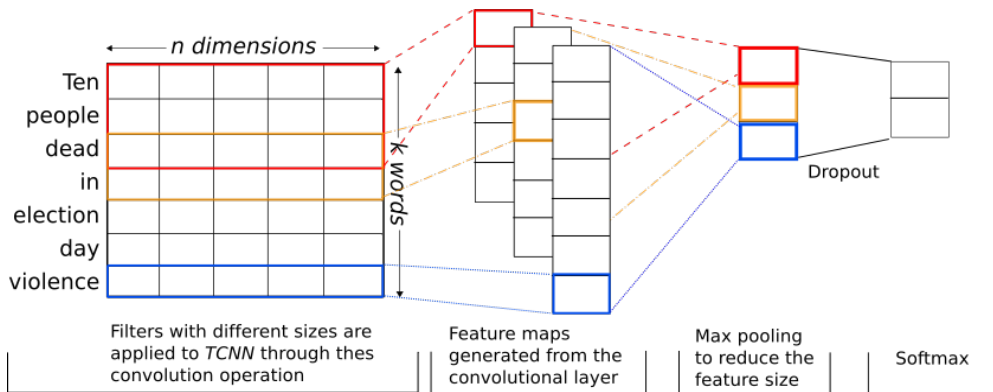 n dimensions
Ten
people
dead
in
election
day
violence
k words
Dropout
Filters with different sizes are
applied to TCNN through thes
convolution operation
Feature maps
generated from the
convolutional layer
Max pooling
to reduce the
feature size
Softmax